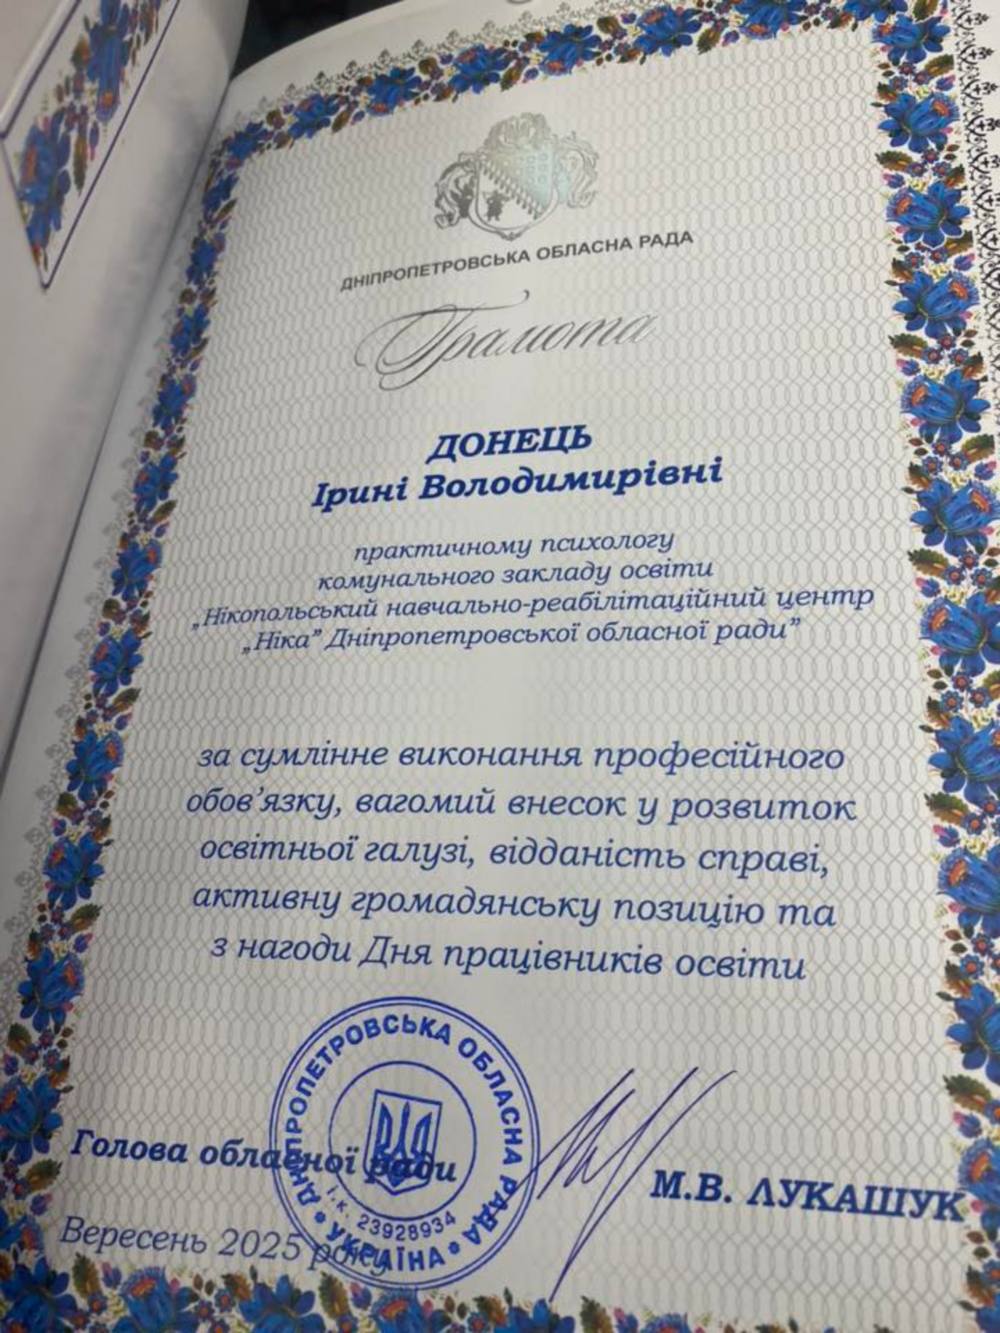 ДНІПРОПЕТРОВСЬКА ОБЛАСНА РАДА
Грамота
ДОНЕЦЬ
Ірині Володимирівні
практичному психологу
комунального закладу освіти
„Нікопольський навчально-реабілітаційний центр
„Ніка” Дніпропетровської обласної ради”
за сумлінне виконання професійного
обов’язку, вагомий внесок у розвиток
освітньої галузі, відданість справі,
активну громадянську позицію та
з нагоди Дня працівників освіти
Голова обласної ради
М.В. ЛУКАШУК
Вересень 2025 року
ДНІПРОПЕТРОВСЬКА ОБЛАСНА РАДА
і.к. 23928934
УКРАЇНА